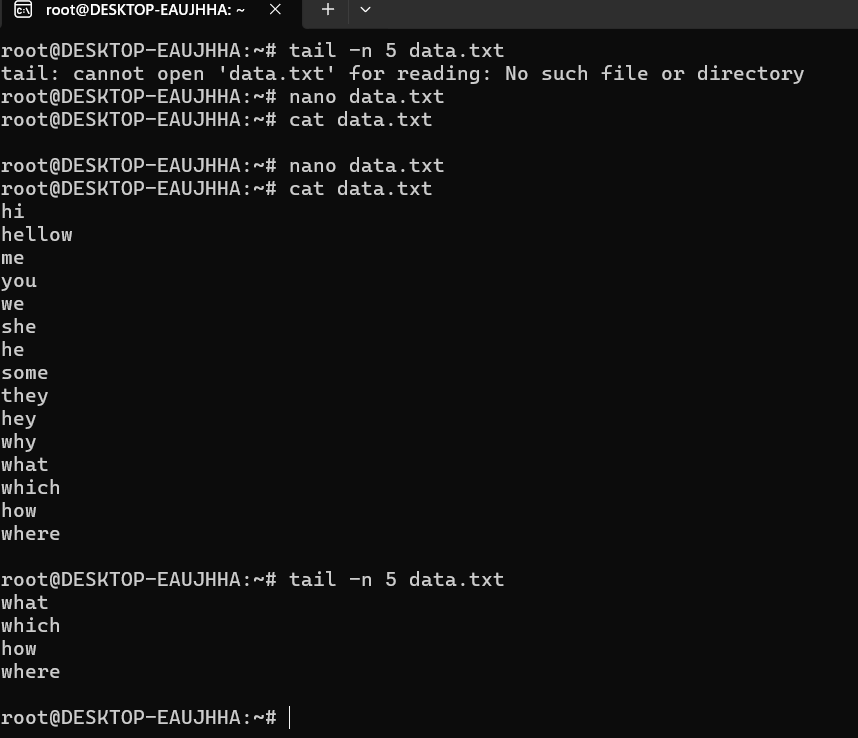 root@DESKTOP-EAUJHHA: ~
root@DESKTOP-EAUJHHA:~# tail -n 5 data.txt
tail: cannot open 'data.txt' for reading: No such file or directory
root@DESKTOP-EAUJHHA:~# nano data.txt
root@DESKTOP-EAUJHHA:~# cat data.txt
root@DESKTOP-EAUJHHA:~# nano data.txt
root@DESKTOP-EAUJHHA:~# cat data.txt
hi
hellow
me
you
we
she
he
some
they
hey
why
what
which
how
where
root@DESKTOP-EAUJHHA:~# tail -n 5 data.txt
what
which
how
where
root@DESKTOP-EAUJHHA:~#